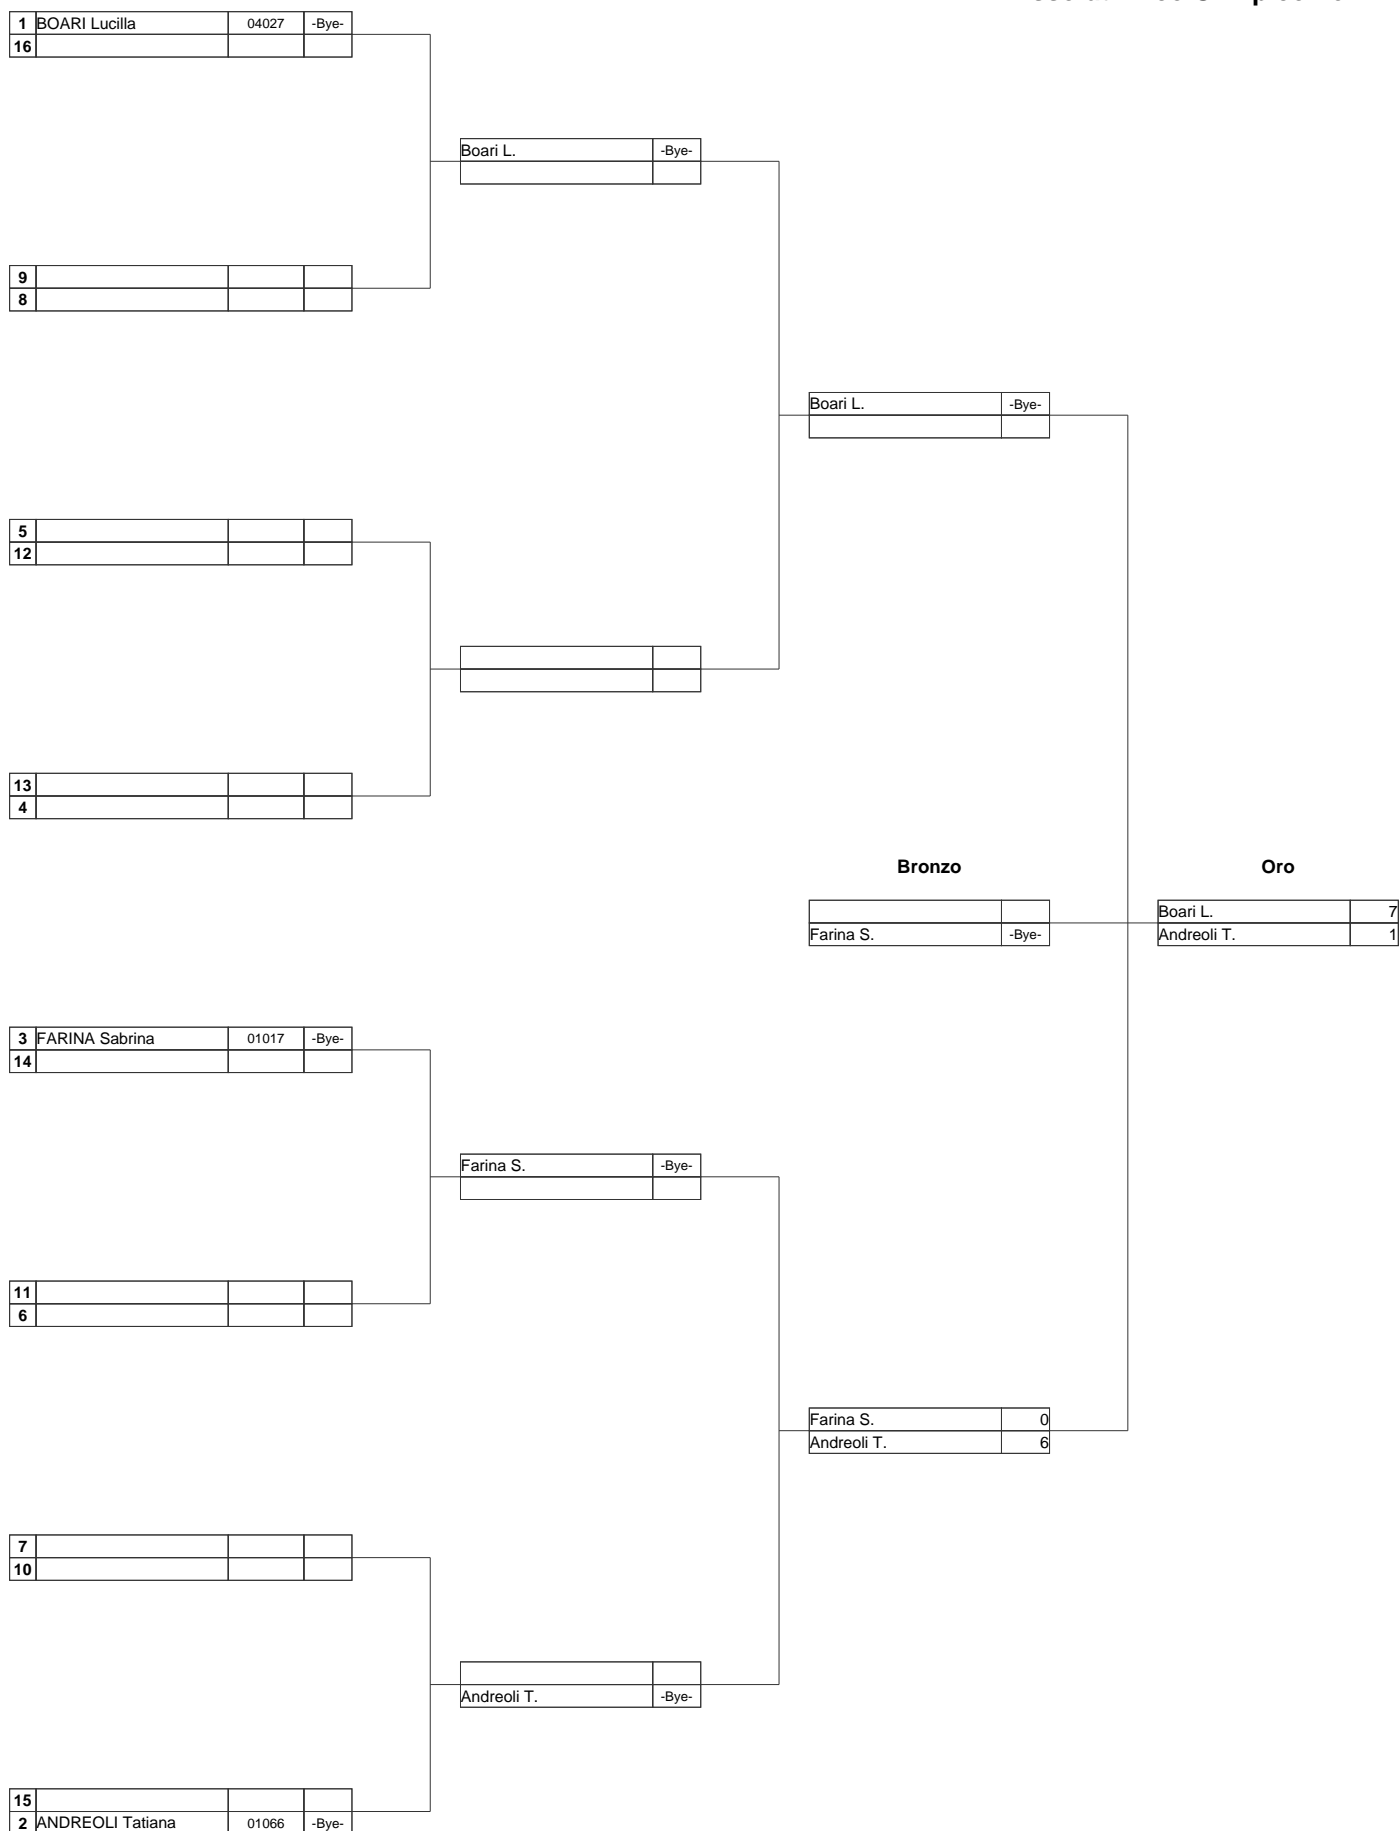 1 BOARI Lucilla 04027 -Bye-
16
Boari L. -Bye-
9
8
Boari L. -Bye-
5
12
13
4
Bronzo Oro
Boari L. 7
Farina S. -Bye- Andreoli T. 1
3 FARINA Sabrina 01017 -Bye-
14
Farina S. -Bye-
11
6
Farina S. 0
Andreoli T. 6
7
10
Andreoli T. -Bye-
15
2 ANDREOLI Tatiana 01066 -Bye-